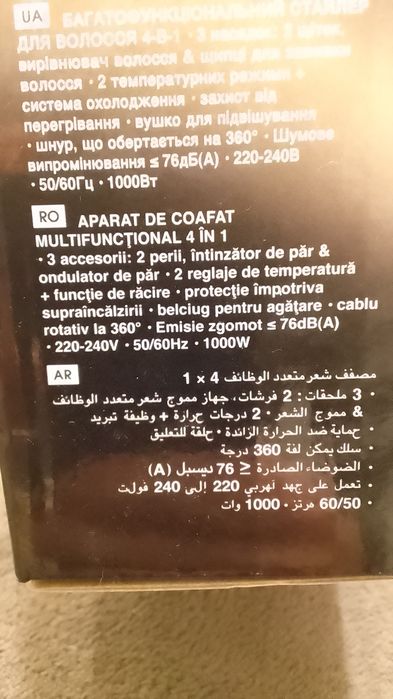 UA БАГАТОФУНКЦІОНАЛЬНИЙ СТАЙЛЕР
ДЛЯ ВОЛОССЯ 4-В-1 • 3 насадки: 2 щітки,
вирівнювач волосся & щипці для завивки
волосся • 2 температурних режими +
система охолодження • захист від
перегрівання • вушко для підвішування
• шнур, що обертається на 360° • Шумове
випромінювання ≤ 76дБ(А) • 220-240В
• 50/60Гц • 1000Вт
RO APARAT DE COAFAT
MULTIFUNCŢIONAL 4 ÎN 1
• 3 accesorii: 2 perii, întinzător de păr &
ondulator de păr • 2 reglaje de temperatură
+ funcţie de răcire • protecţie împotriva
supraîncălzirii • belciug pentru agăţare • cablu
rotativ la 360° • Emisie zgomot ≤ 76dB(A)
• 220-240V • 50/60Hz • 1000W
AR مصفف شعر متعدد الوظائف 4 × 1
• 3 ملحقات: 2 فرشات، جهاز مموج شعر متعدد الوظائف
& مموج الشعر • 2 درجات حرارة + وظيفة تبريد
حماية ضد الحرارة الزائدة • حلقة للتعليق •
سلك يمكن لفة 360 درجة •
الضوضاء الصادرة ≥ 76 ديسبل (A) •
تعمل على جهد كهربي 220 إلى 240 فولت •
60/50 هرتز • 1000 وات •